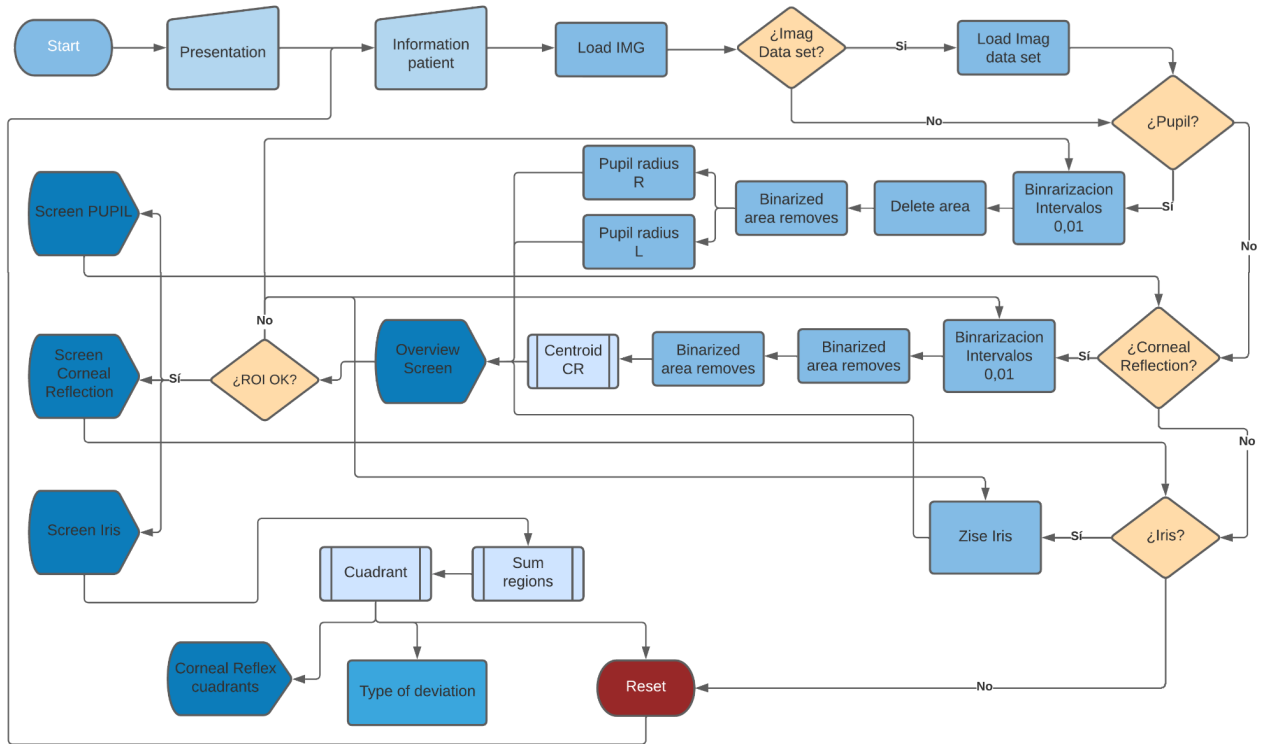 Start
Presentation
Information
patient
Load IMG
¿Imag
Data set?
Si
Load Imag
data set
No
¿Pupil?
No
Sí
Binrarizacion
Intervalos
0,01
Delete area
Binarized
area removes
Pupil radius
R
Pupil radius
L
Screen PUPIL
No
¿Corneal
Reflection?
Sí
Binrarizacion
Intervalos
0,01
Binarized
area removes
Binarized
area removes
Centroid
CR
Overview
Screen
¿ROI OK?
No
Sí
Screen
Corneal
Reflection
No
¿Iris?
Sí
Zise Iris
Screen Iris
Sum
regions
Cuadrant
Corneal Reflex
cuadrants
Type of deviation
Reset
No